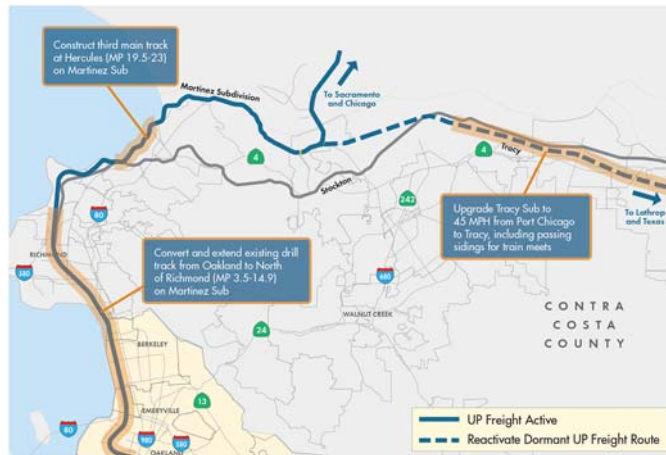 Construct third main track
at Hercules (MP 19.5-23)
on Martinez Sub
Martinez Subdivision
To Sacramento
and Chicago
4
Stockton
4
Tracy
242
Upgrade Tracy Sub to
45 MPH from Port Chicago
to Tracy, including passing
sidings for train meets
To Lathrop
and Texas
80
RICHMOND
580
Convert and extend existing drill
track from Oakland to North
of Richmond (MP 3.5-14.9)
on Martinez Sub
680
WALNUT CREEK
24
CONTRA
COSTA
COUNTY
BERKELEY
13
EMERYVILLE
80
980
580
OAKLAND
UP Freight Active
Reactivate Dormant UP Freight Route